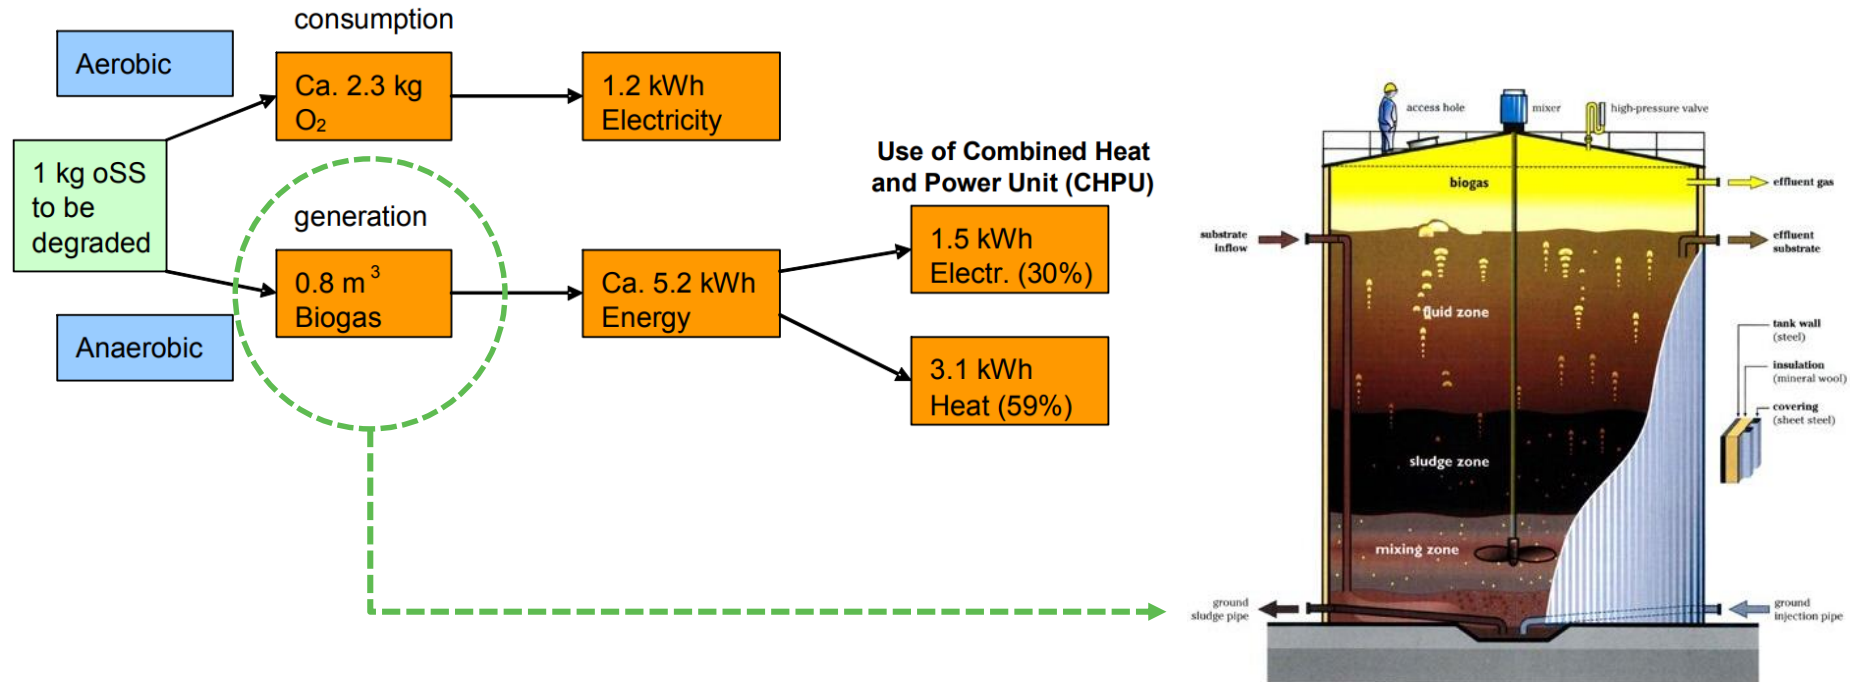 consumption
Aerobic
Ca. 2.3 kg
O₂
1.2 kWh
Electricity
1 kg oSS
to be
degraded
generation
0.8 m³
Biogas
Anaerobic
Ca. 5.2 kWh
Energy
Use of Combined Heat
and Power Unit (CHPU)
1.5 kWh
Electr. (30%)
3.1 kWh
Heat (59%)
access hole
mixer
high-pressure valve
biogas
effluent gas
substrate
inflow
effluent
substrate
fluid zone
tank wall
(steel)
insulation
(mineral wool)
covering
(sheet steel)
sludge zone
mixing zone
ground
sludge pipe
ground
injection pipe